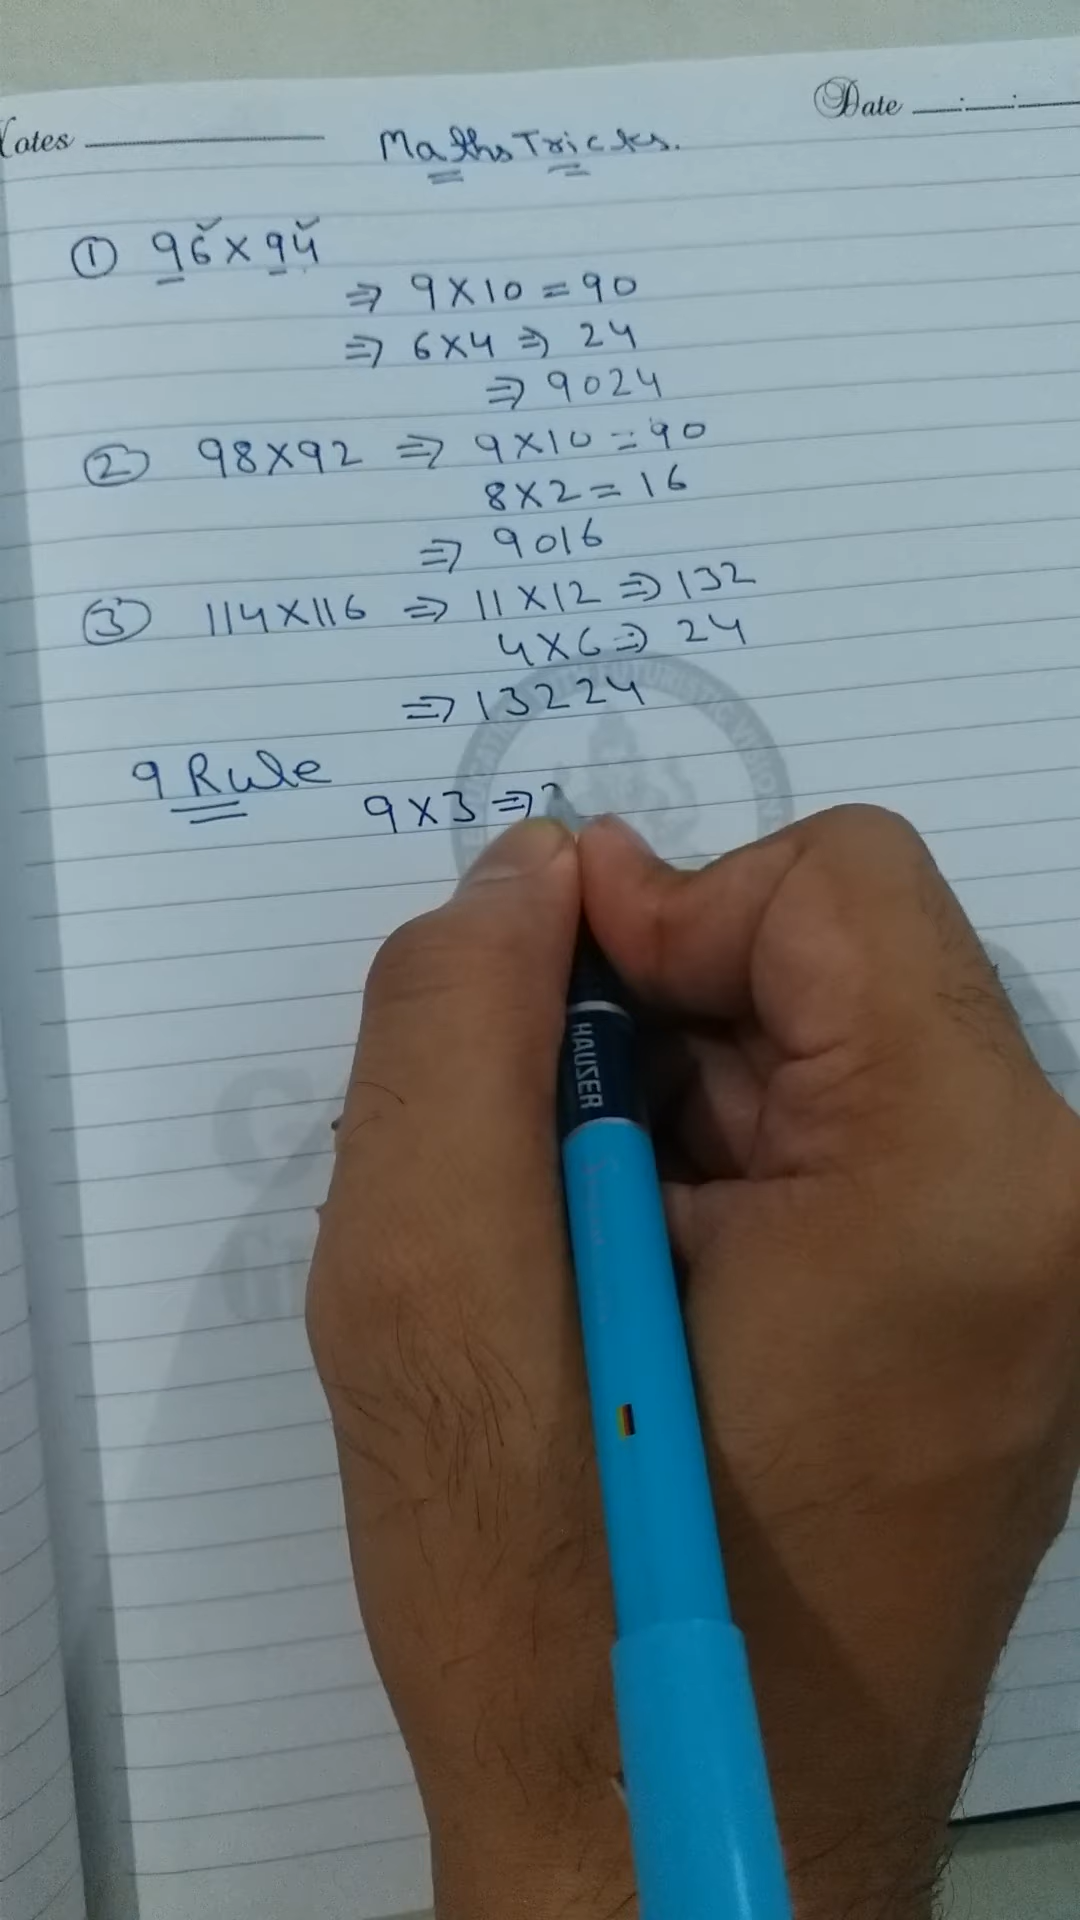 Notes
Date
Maths Tricks.
① 96 × 94
⇒ 9 × 10 = 90
⇒ 6 × 4 ⇒ 24
⇒ 9024
② 98 × 92 ⇒ 9 × 10 = 90
8 × 2 = 16
⇒ 9016
③ 114 × 116 ⇒ 11 × 12 ⇒ 132
4 × 6 ⇒ 24
⇒ 13224
9 Rule
9 × 3 ⇒
HAUSER